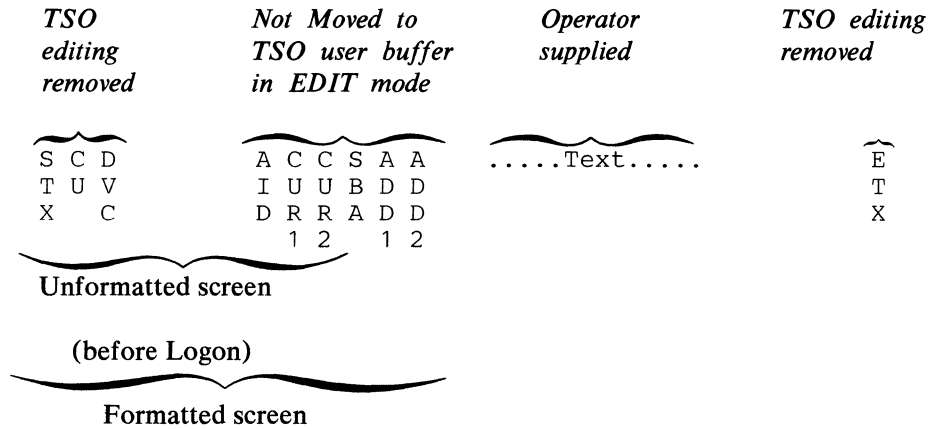 TSO Not Moved to Operator TSO editing
editing TSO user buffer supplied removed
removed in EDIT mode
S C D A C C S A A .....Text..... E
T U V I U U B D D T
X C D R R A D D X
1 2 1 2
Unformatted screen
(before Logon)
Formatted screen